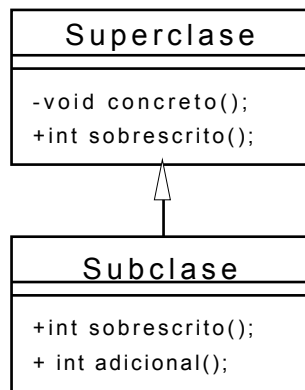 Superclase
-void concreto();
+int sobrescrito();
Subclase
+int sobrescrito();
+ int adicional();